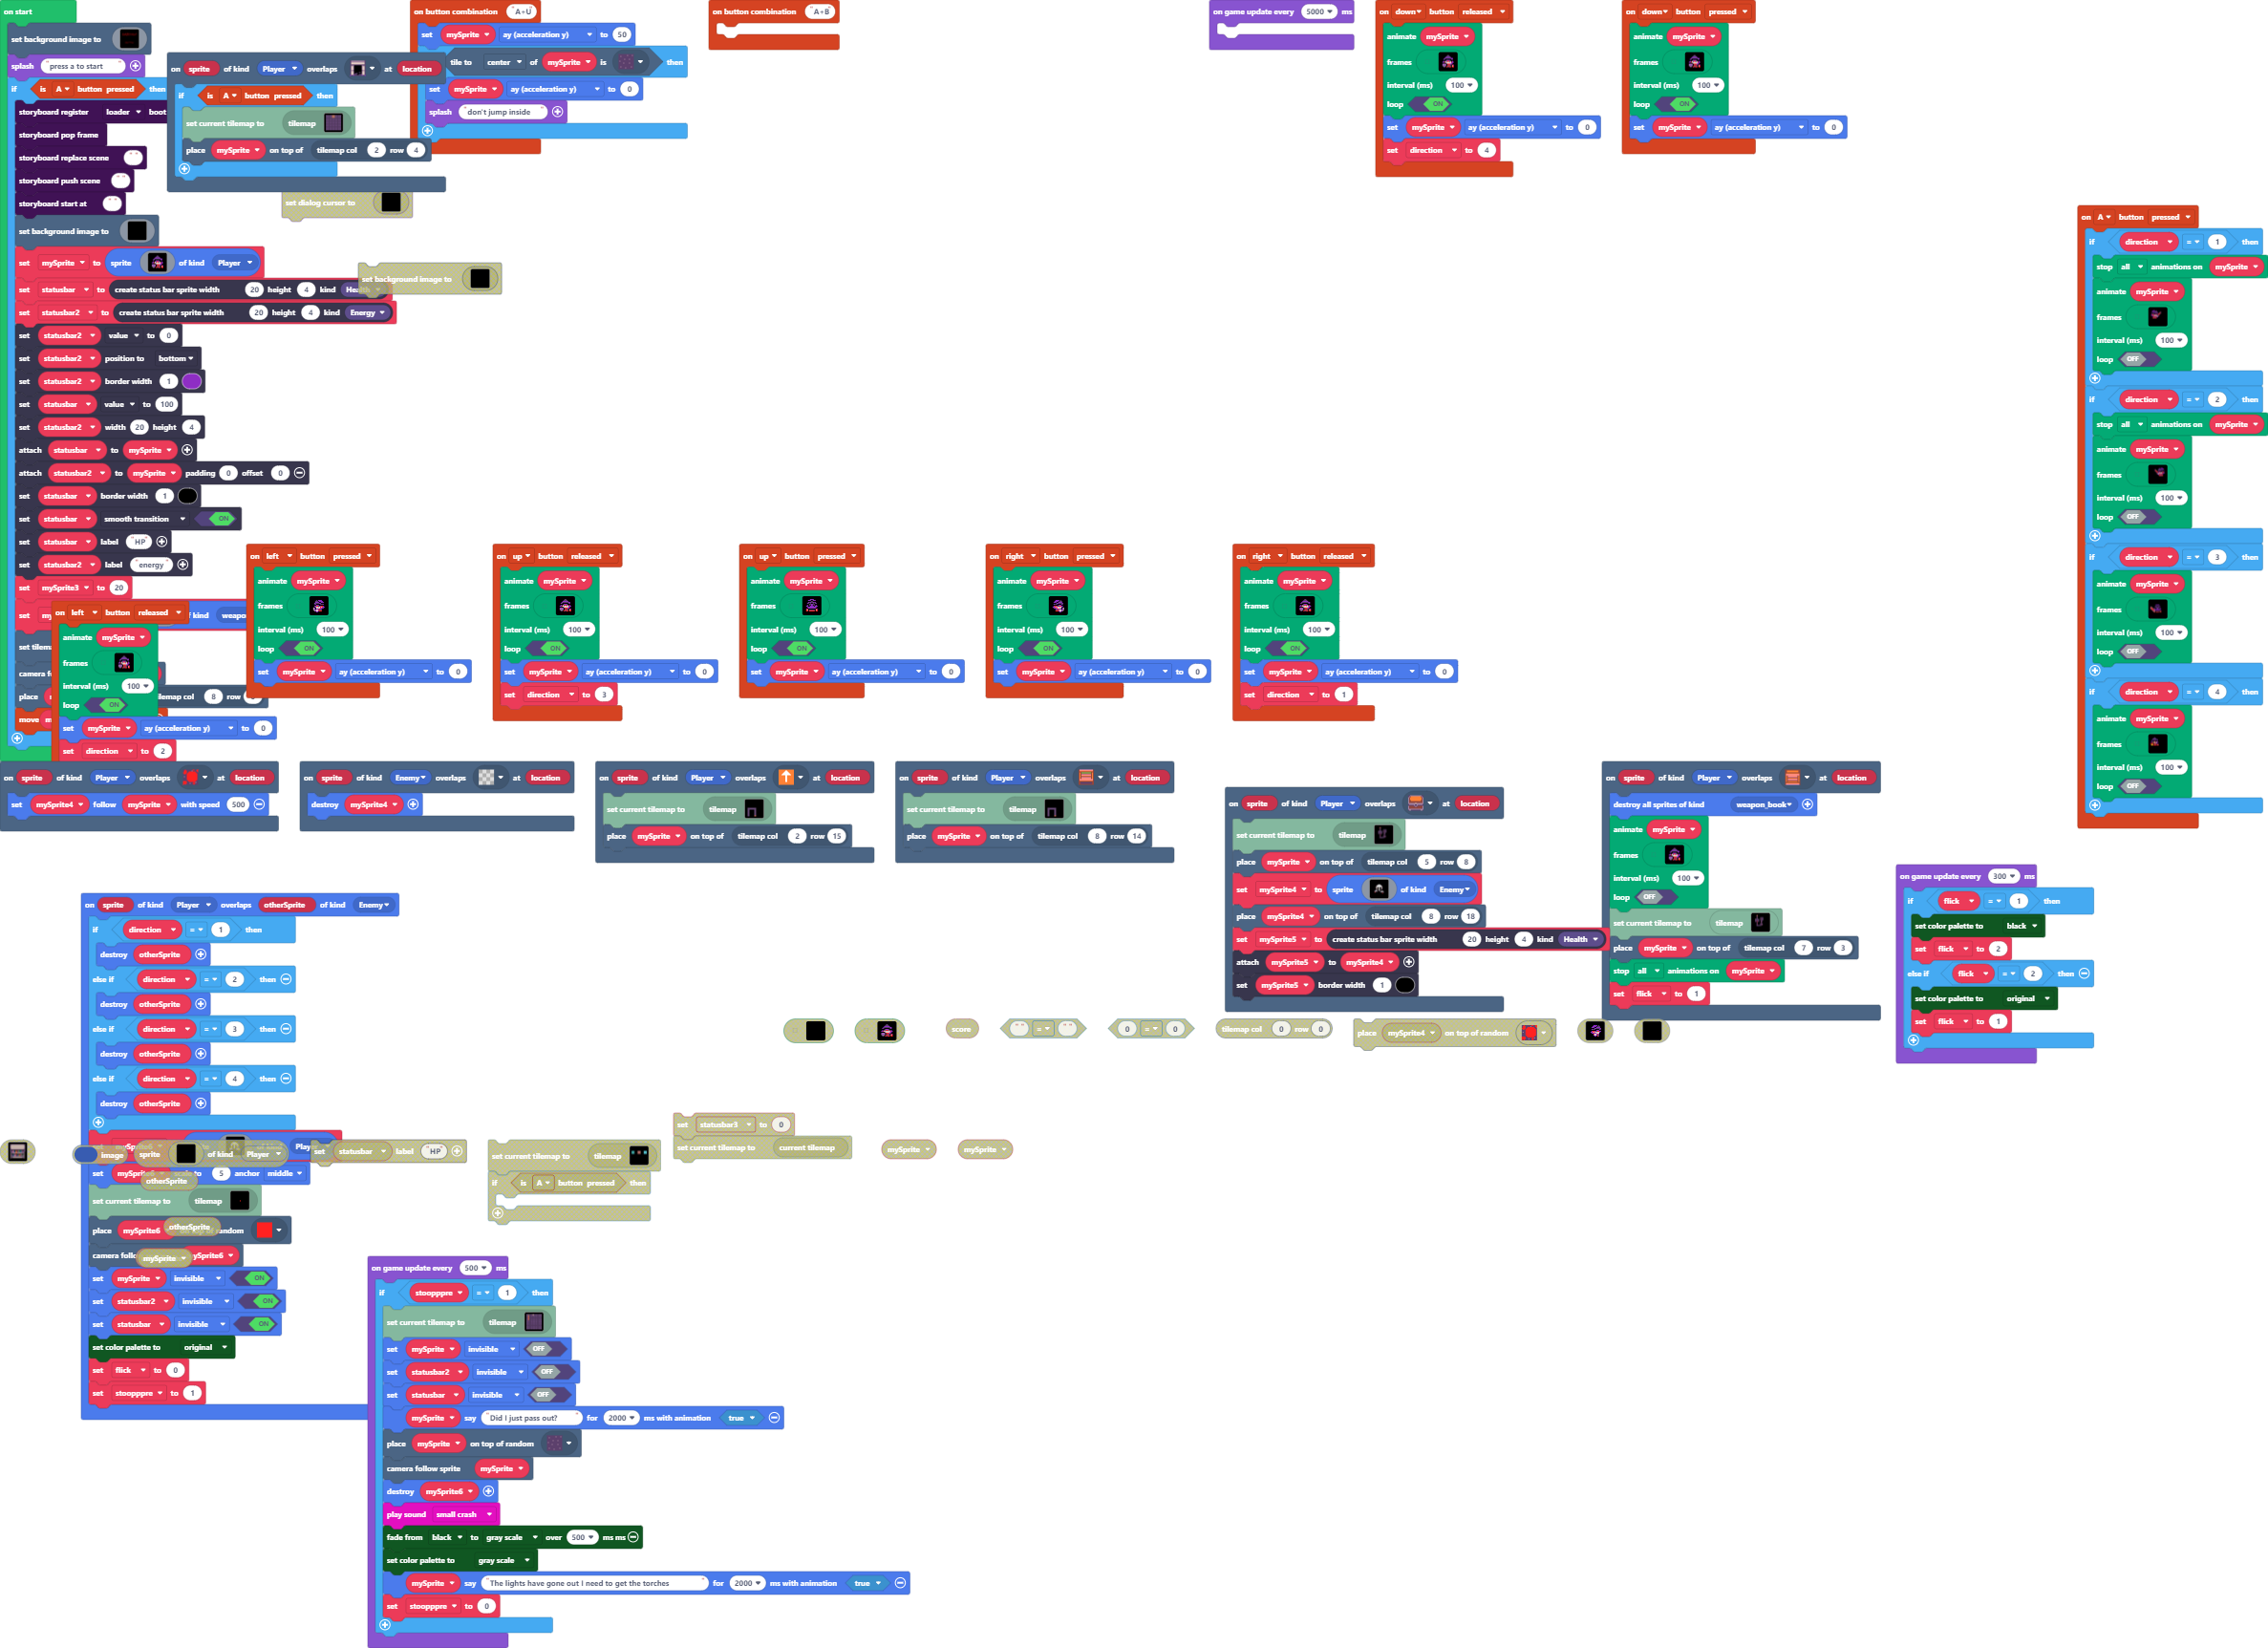 on start
set background image to
splash "press a to start"
if is A button pressed then
storyboard register loader boot
storyboard pop frame
storyboard replace scene " "
storyboard push scene " "
storyboard start at " "
set background image to
set mySprite to sprite of kind Player
set statusbar to create status bar sprite width 20 height 4 kind
set statusbar2 to create status bar sprite width 20 height 4 kind Energy
set statusbar2 value to 0
set statusbar2 position to bottom
set statusbar2 border width 1
set statusbar value to 100
set statusbar2 width 20 height 4
attach statusbar to mySprite
attach statusbar2 to mySprite padding 0 offset 0
set statusbar border width 1
set statusbar smooth transition ON
set statusbar label "HP"
set statusbar2 label "energy"
set mySprite3 to 20
on sprite of kind Player overlaps at location
if is A button pressed then
set current tilemap to tilemap
place mySprite on top of tilemap col 2 row 4
on button combination "A+U"
set mySprite ay (acceleration y) to 50
tile to center of mySprite is then
set mySprite ay (acceleration y) to 0
splash "don't jump inside"
on button combination "A+B"
set dialog cursor to
set background image to
on game update every 5000 ms
on down button released
animate mySprite
frames
interval (ms) 100
loop ON
set mySprite ay (acceleration y) to 0
set direction to 4
on down button pressed
animate mySprite
frames
interval (ms) 100
loop ON
set mySprite ay (acceleration y) to 0
on A button pressed
if direction = 1 then
stop all animations on mySprite
animate mySprite
frames
interval (ms) 100
loop OFF
if direction = 2 then
stop all animations on mySprite
animate mySprite
frames
interval (ms) 100
loop OFF
if direction = 3 then
animate mySprite
frames
interval (ms) 100
loop OFF
if direction = 4 then
animate mySprite
frames
interval (ms) 100
loop OFF
on left button released
animate mySprite
frames
interval (ms) 100
loop ON
set mySprite ay (acceleration y) to 0
set direction to 2
on left button pressed
animate mySprite
frames
interval (ms) 100
loop ON
set mySprite ay (acceleration y) to 0
on up button released
animate mySprite
frames
interval (ms) 100
loop ON
set mySprite ay (acceleration y) to 0
set direction to 3
on up button pressed
animate mySprite
frames
interval (ms) 100
loop ON
set mySprite ay (acceleration y) to 0
on right button pressed
animate mySprite
frames
interval (ms) 100
loop ON
set mySprite ay (acceleration y) to 0
on right button released
animate mySprite
frames
interval (ms) 100
loop ON
set mySprite ay (acceleration y) to 0
set direction to 1
on sprite of kind Player overlaps at location
set mySprite4 follow mySprite with speed 500
on sprite of kind Enemy overlaps at location
destroy mySprite4
on sprite of kind Player overlaps at location
set current tilemap to tilemap
place mySprite on top of tilemap col 2 row 15
on sprite of kind Player overlaps at location
set current tilemap to tilemap
place mySprite on top of tilemap col 8 row 14
on sprite of kind Player overlaps at location
set current tilemap to tilemap
place mySprite on top of tilemap col 5 row 8
set mySprite4 to sprite of kind Enemy
place mySprite4 on top of tilemap col 8 row 18
set mySprite5 to create status bar sprite width 20 height 4 kind Health
attach mySprite5 to mySprite4
set mySprite5 border width 1
on sprite of kind Player overlaps at location
destroy all sprites of kind weapon_book
animate mySprite
frames
interval (ms) 100
loop OFF
set current tilemap to tilemap
place mySprite on top of tilemap col 7 row 3
stop all animations on mySprite
set flick to 1
on game update every 300 ms
if flick = 1 then
set color palette to black
set flick to 2
else if flick = 2 then
set color palette to original
set flick to 1
on sprite of kind Player overlaps otherSprite of kind Enemy
if direction = 1 then
destroy otherSprite
else if direction = 2 then
destroy otherSprite
else if direction = 3 then
destroy otherSprite
else if direction = 4 then
destroy otherSprite
5 anchor middle
set current tilemap to tilemap
place mySprite6 random
camera follow mySprite6
set mySprite invisible ON
set statusbar2 invisible ON
set statusbar invisible ON
set color palette to original
set flick to 0
set stoopppre to 1
score
" " = " "
0 = 0
tilemap col 0 row 0
place mySprite4 on top of random
image sprite of kind Player
set statusbar label HP
otherSprite
otherSprite
mySprite
set current tilemap to tilemap
if is A button pressed then
set statusbar3 to 0
set current tilemap to current tilemap
mySprite
mySprite
on game update every 500 ms
if stoopppre = 1 then
set current tilemap to tilemap
set mySprite invisible OFF
set statusbar2 invisible OFF
set statusbar invisible OFF
mySprite say "Did I just pass out?" for 2000 ms with animation true
place mySprite on top of random
camera follow sprite mySprite
destroy mySprite6
play sound small crash
fade from black to gray scale over 500 ms ms
set color palette to gray scale
mySprite say "The lights have gone out I need to get the torches" for 2000 ms with animation true
set stoopppre to 0